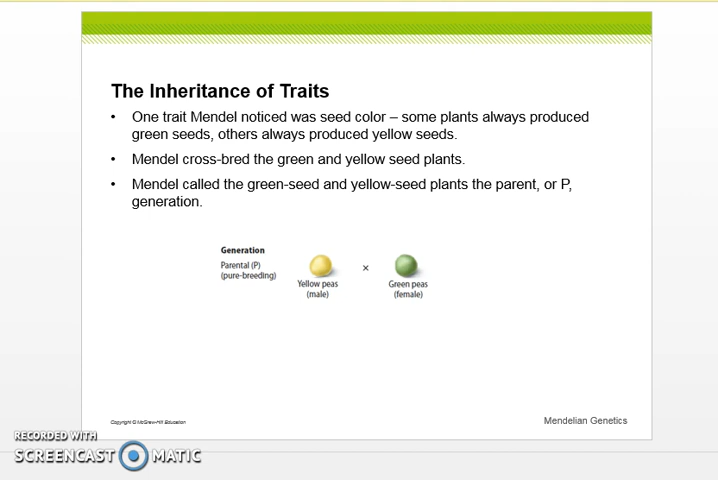 The Inheritance of Traits
• One trait Mendel noticed was seed color – some plants always produced
green seeds, others always produced yellow seeds.
• Mendel cross-bred the green and yellow seed plants.
• Mendel called the green-seed and yellow-seed plants the parent, or P,
generation.
Generation
Parental (P)
(pure-breeding)
x
Yellow peas
(male)
Green peas
(female)
Copyright © McGraw-Hill Education
Mendelian Genetics
RECORDED WITH
SCREENCAST MATIC